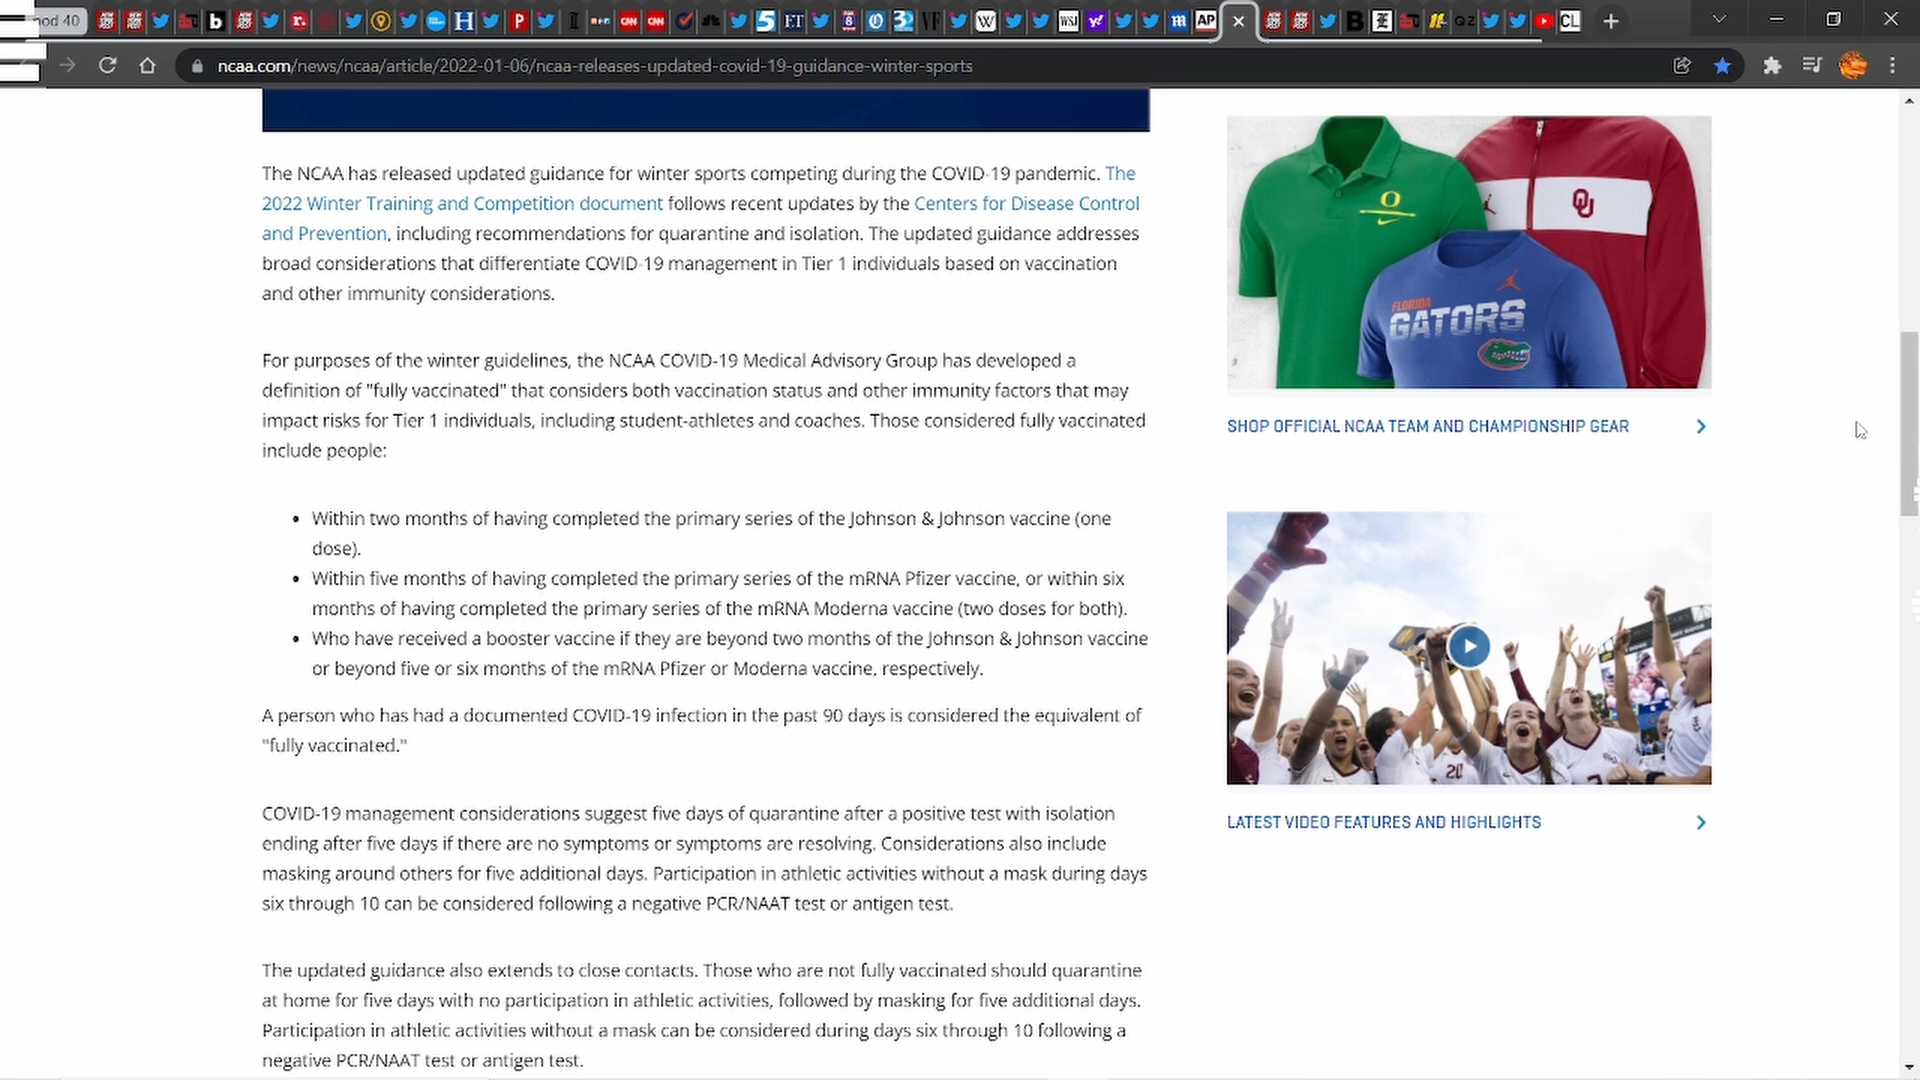 ood 40
ncaa.com/news/ncaa/article/2022-01-06/ncaa-releases-updated-covid-19-guidance-winter-sports
The NCAA has released updated guidance for winter sports competing during the COVID-19 pandemic. The
2022 Winter Training and Competition document follows recent updates by the Centers for Disease Control
and Prevention, including recommendations for quarantine and isolation. The updated guidance addresses
broad considerations that differentiate COVID-19 management in Tier 1 individuals based on vaccination
and other immunity considerations.
For purposes of the winter guidelines, the NCAA COVID-19 Medical Advisory Group has developed a
definition of "fully vaccinated" that considers both vaccination status and other immunity factors that may
impact risks for Tier 1 individuals, including student-athletes and coaches. Those considered fully vaccinated
include people:
• Within two months of having completed the primary series of the Johnson & Johnson vaccine (one
dose).
• Within five months of having completed the primary series of the mRNA Pfizer vaccine, or within six
months of having completed the primary series of the mRNA Moderna vaccine (two doses for both).
• Who have received a booster vaccine if they are beyond two months of the Johnson & Johnson vaccine
or beyond five or six months of the mRNA Pfizer or Moderna vaccine, respectively.
A person who has had a documented COVID-19 infection in the past 90 days is considered the equivalent of
"fully vaccinated."
COVID-19 management considerations suggest five days of quarantine after a positive test with isolation
ending after five days if there are no symptoms or symptoms are resolving. Considerations also include
masking around others for five additional days. Participation in athletic activities without a mask during days
six through 10 can be considered following a negative PCR/NAAT test or antigen test.
The updated guidance also extends to close contacts. Those who are not fully vaccinated should quarantine
at home for five days with no participation in athletic activities, followed by masking for five additional days.
Participation in athletic activities without a mask can be considered during days six through 10 following a
negative PCR/NAAT test or antigen test.
O
OU
FLORIDA
GATORS
SHOP OFFICIAL NCAA TEAM AND CHAMPIONSHIP GEAR
20
LATEST VIDEO FEATURES AND HIGHLIGHTS